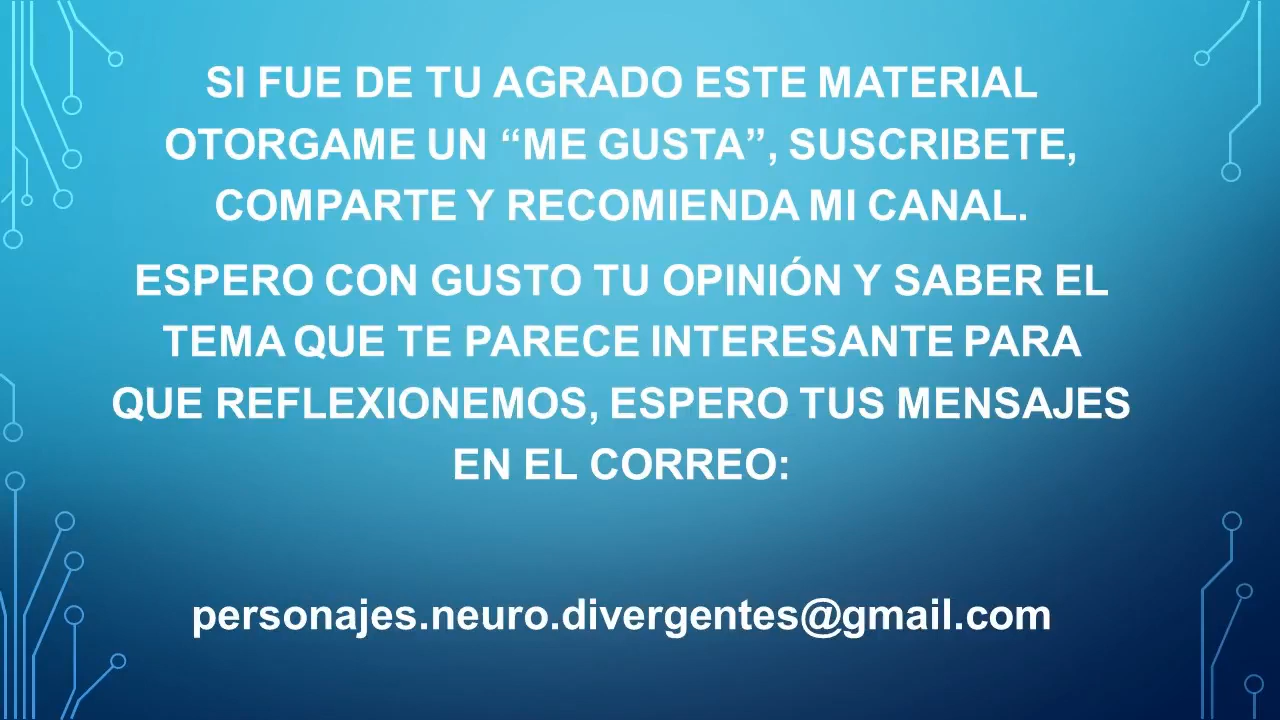 SI FUE DE TU AGRADO ESTE MATERIAL
OTORGAME UN “ME GUSTA”, SUSCRIBETE,
COMPARTE Y RECOMIENDA MI CANAL.
ESPERO CON GUSTO TU OPINIÓN Y SABER EL
TEMA QUE TE PARECE INTERESANTE PARA
QUE REFLEXIONEMOS, ESPERO TUS MENSAJES
EN EL CORREO:
personajes.neuro.divergentes@gmail.com